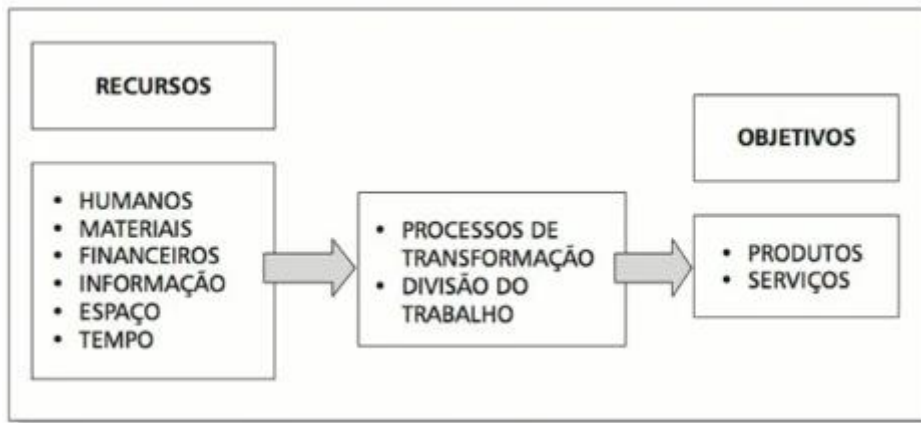 RECURSOS
• HUMANOS
• MATERIAIS
• FINANCEIROS
• INFORMAÇÃO
• ESPAÇO
• TEMPO
• PROCESSOS DE
TRANSFORMAÇÃO
• DIVISÃO DO
TRABALHO
OBJETIVOS
• PRODUTOS
• SERVIÇOS